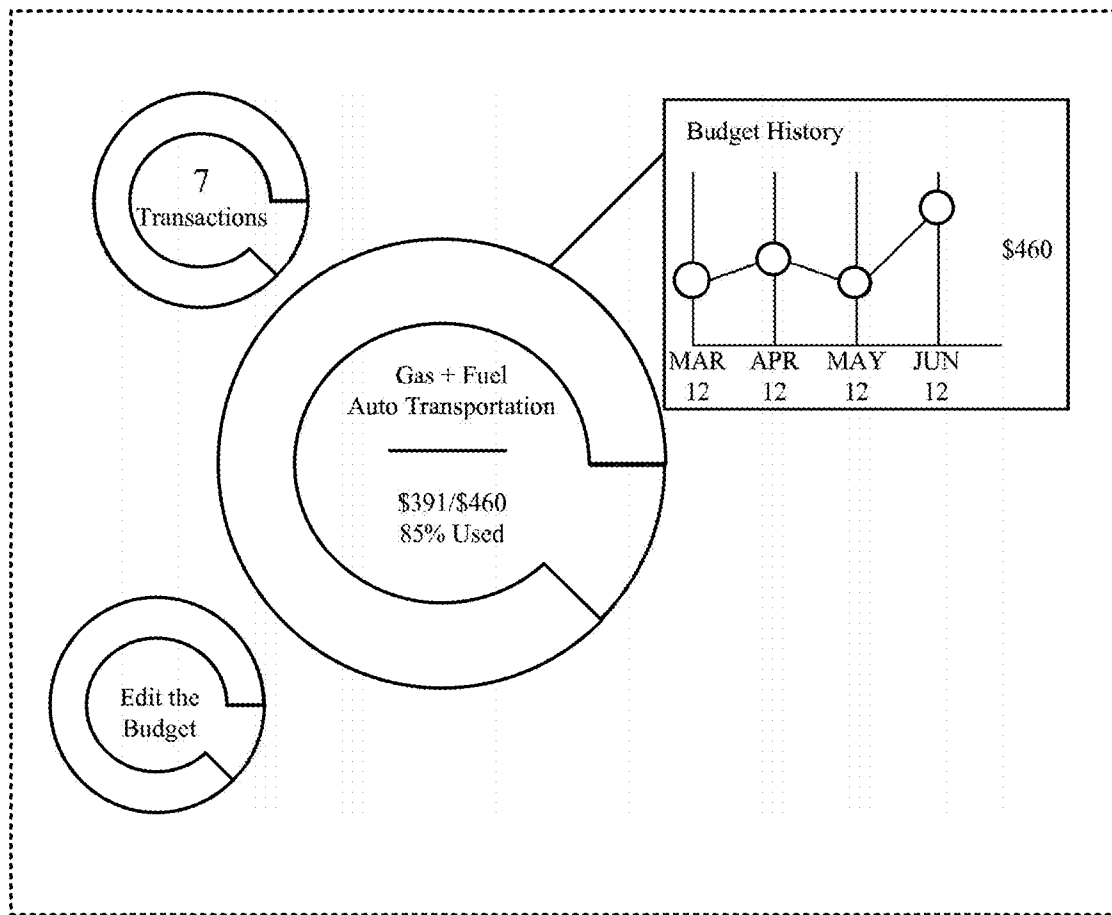 7
Transactions
Budget History
$460
MAR APR MAY JUN
12 12 12 12
Gas + Fuel
Auto Transportation
$391/$460
85% Used
Edit the
Budget